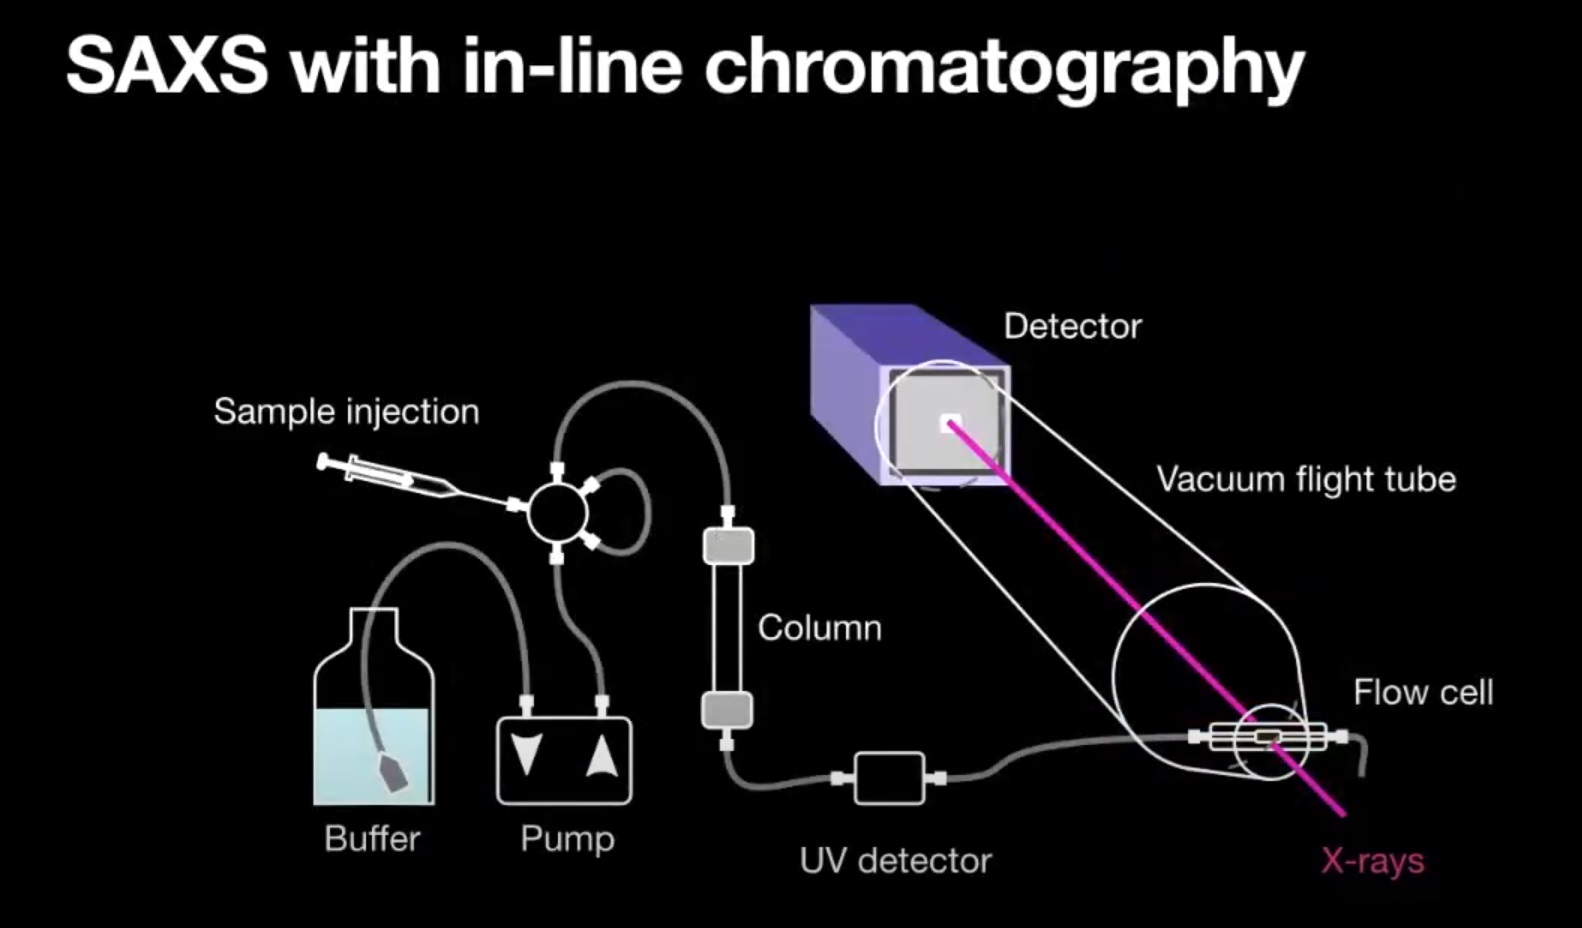 SAXS with in-line chromatography
Detector
Sample injection
Vacuum flight tube
Column
Flow cell
Buffer
Pump
UV detector
X-rays